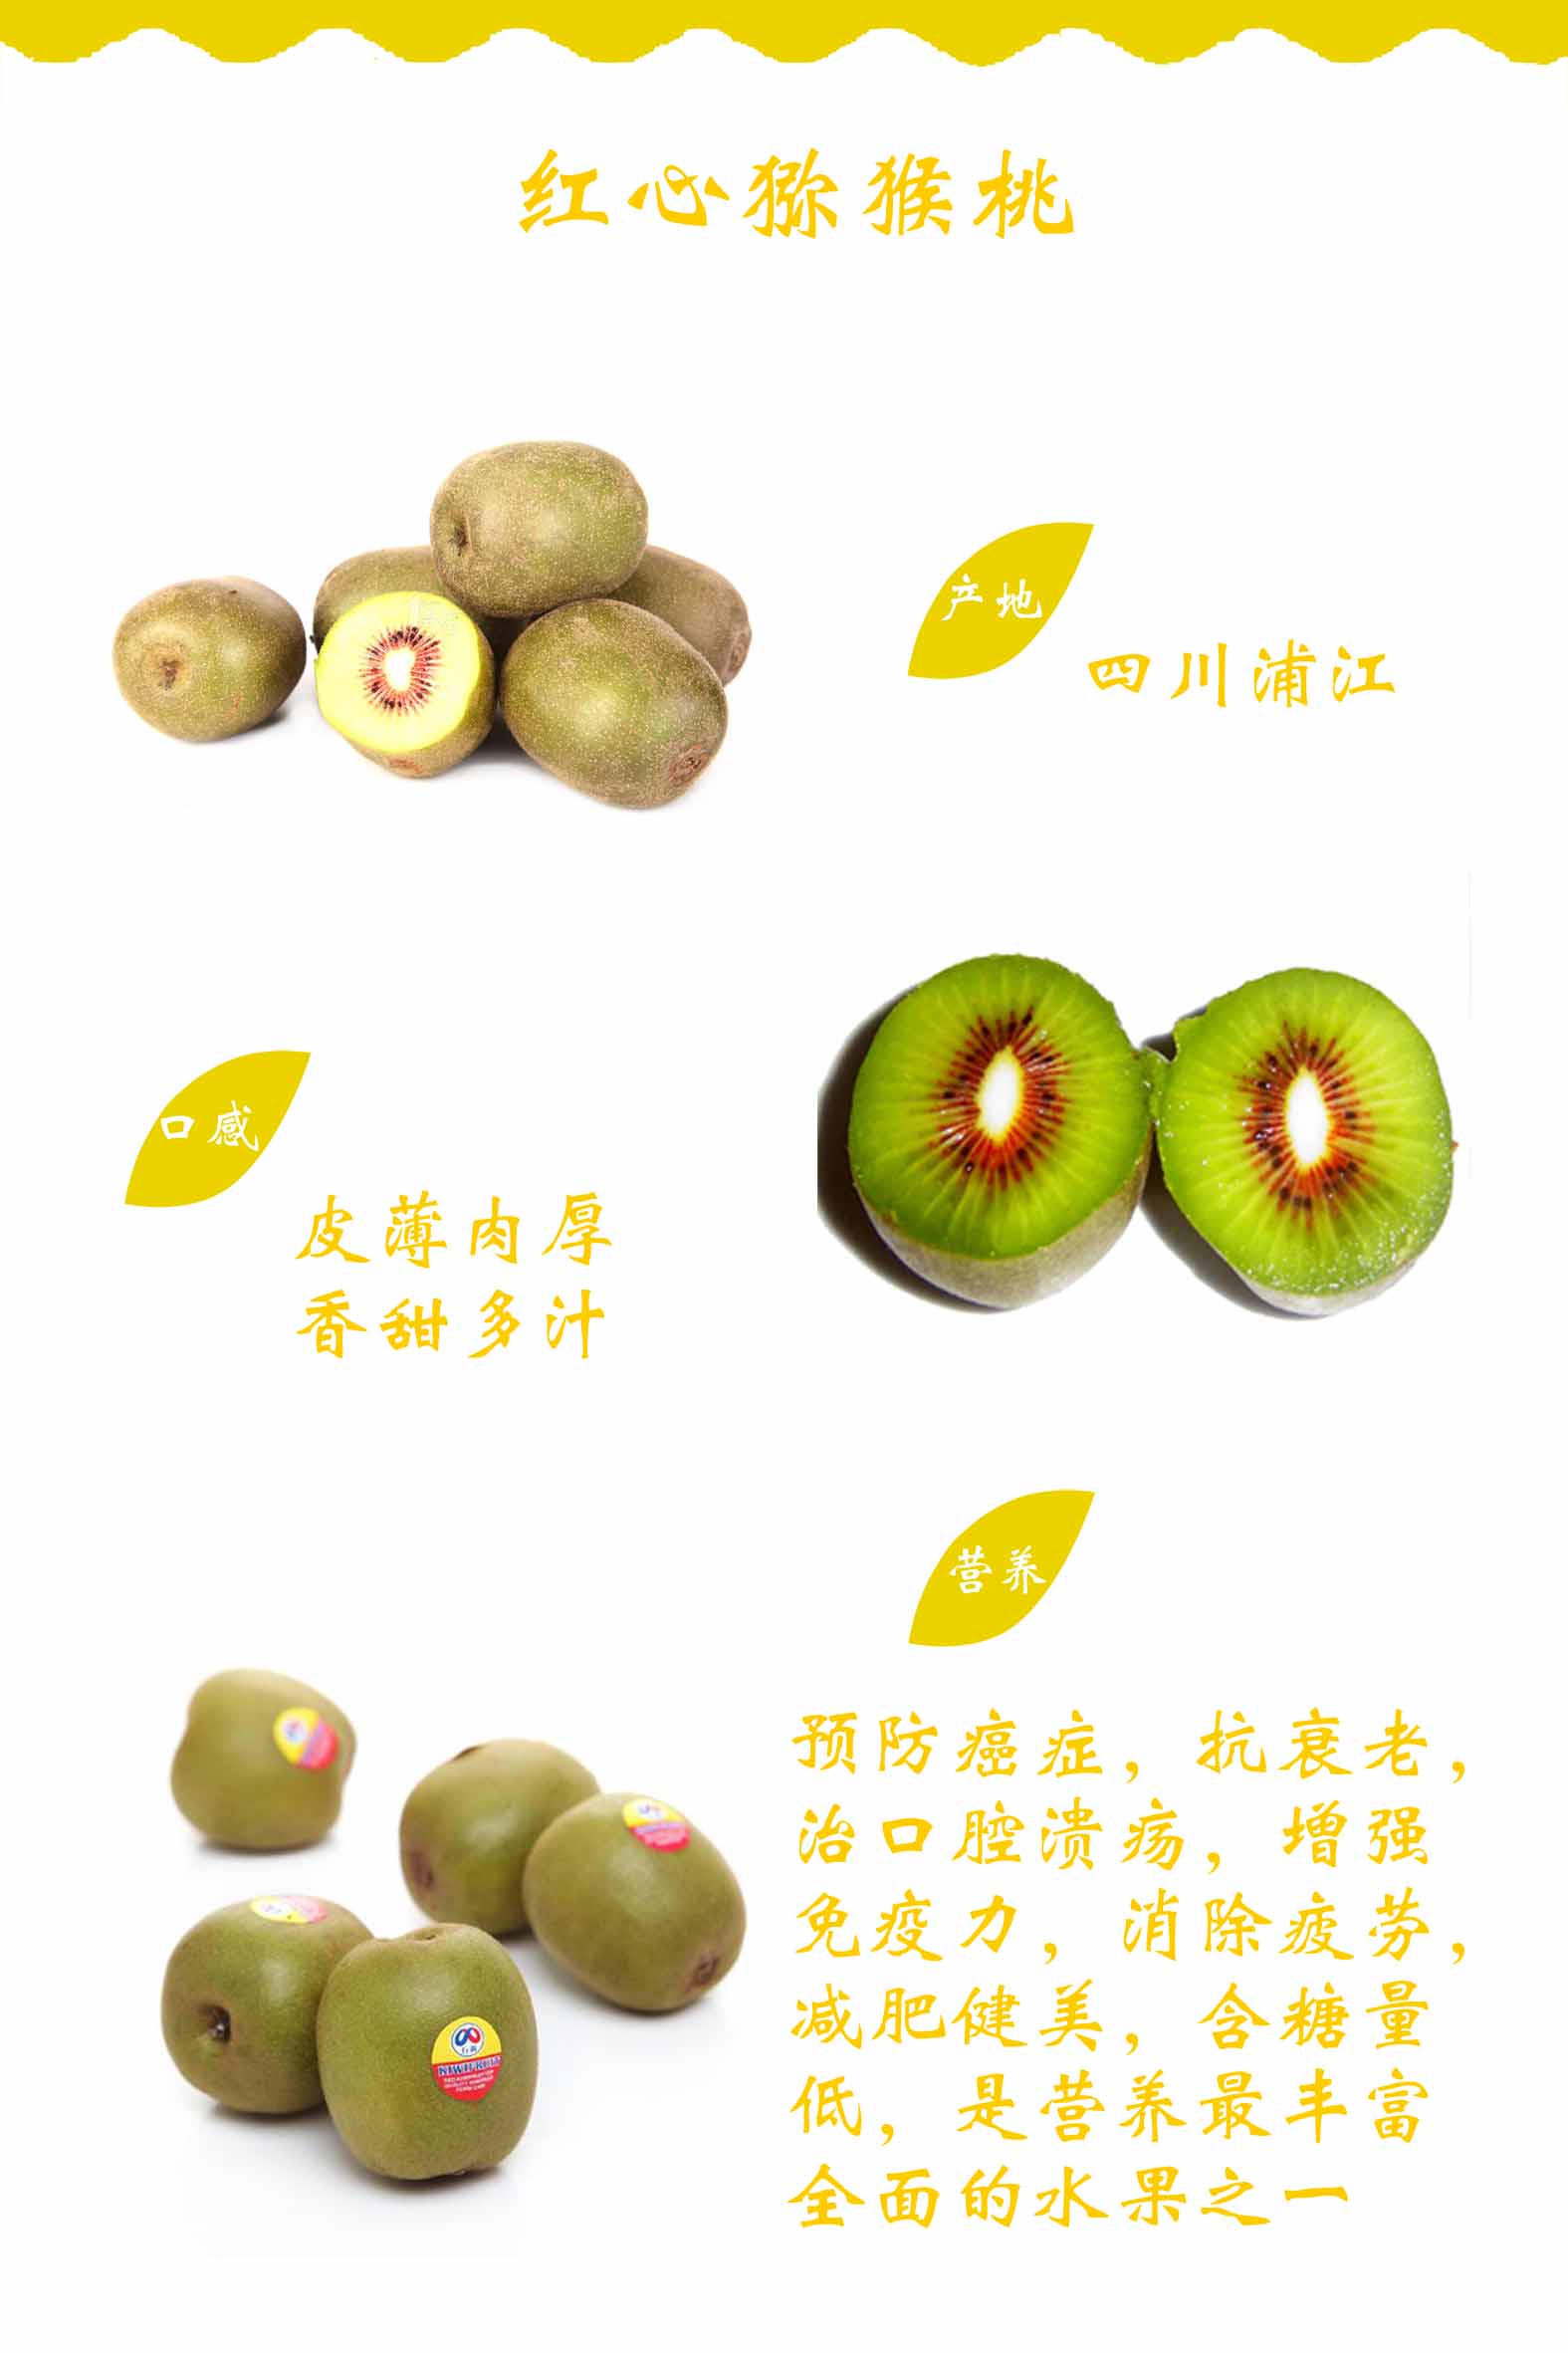 红心猕猴桃
产地
四川浦江
口感
皮薄肉厚
香甜多汁
营养
预防癌症，抗衰老，
治口腔溃疡，增强
免疫力，消除疲劳，
减肥健美，含糖量
低，是营养最丰富
全面的水果之一
KIWIFRUIT